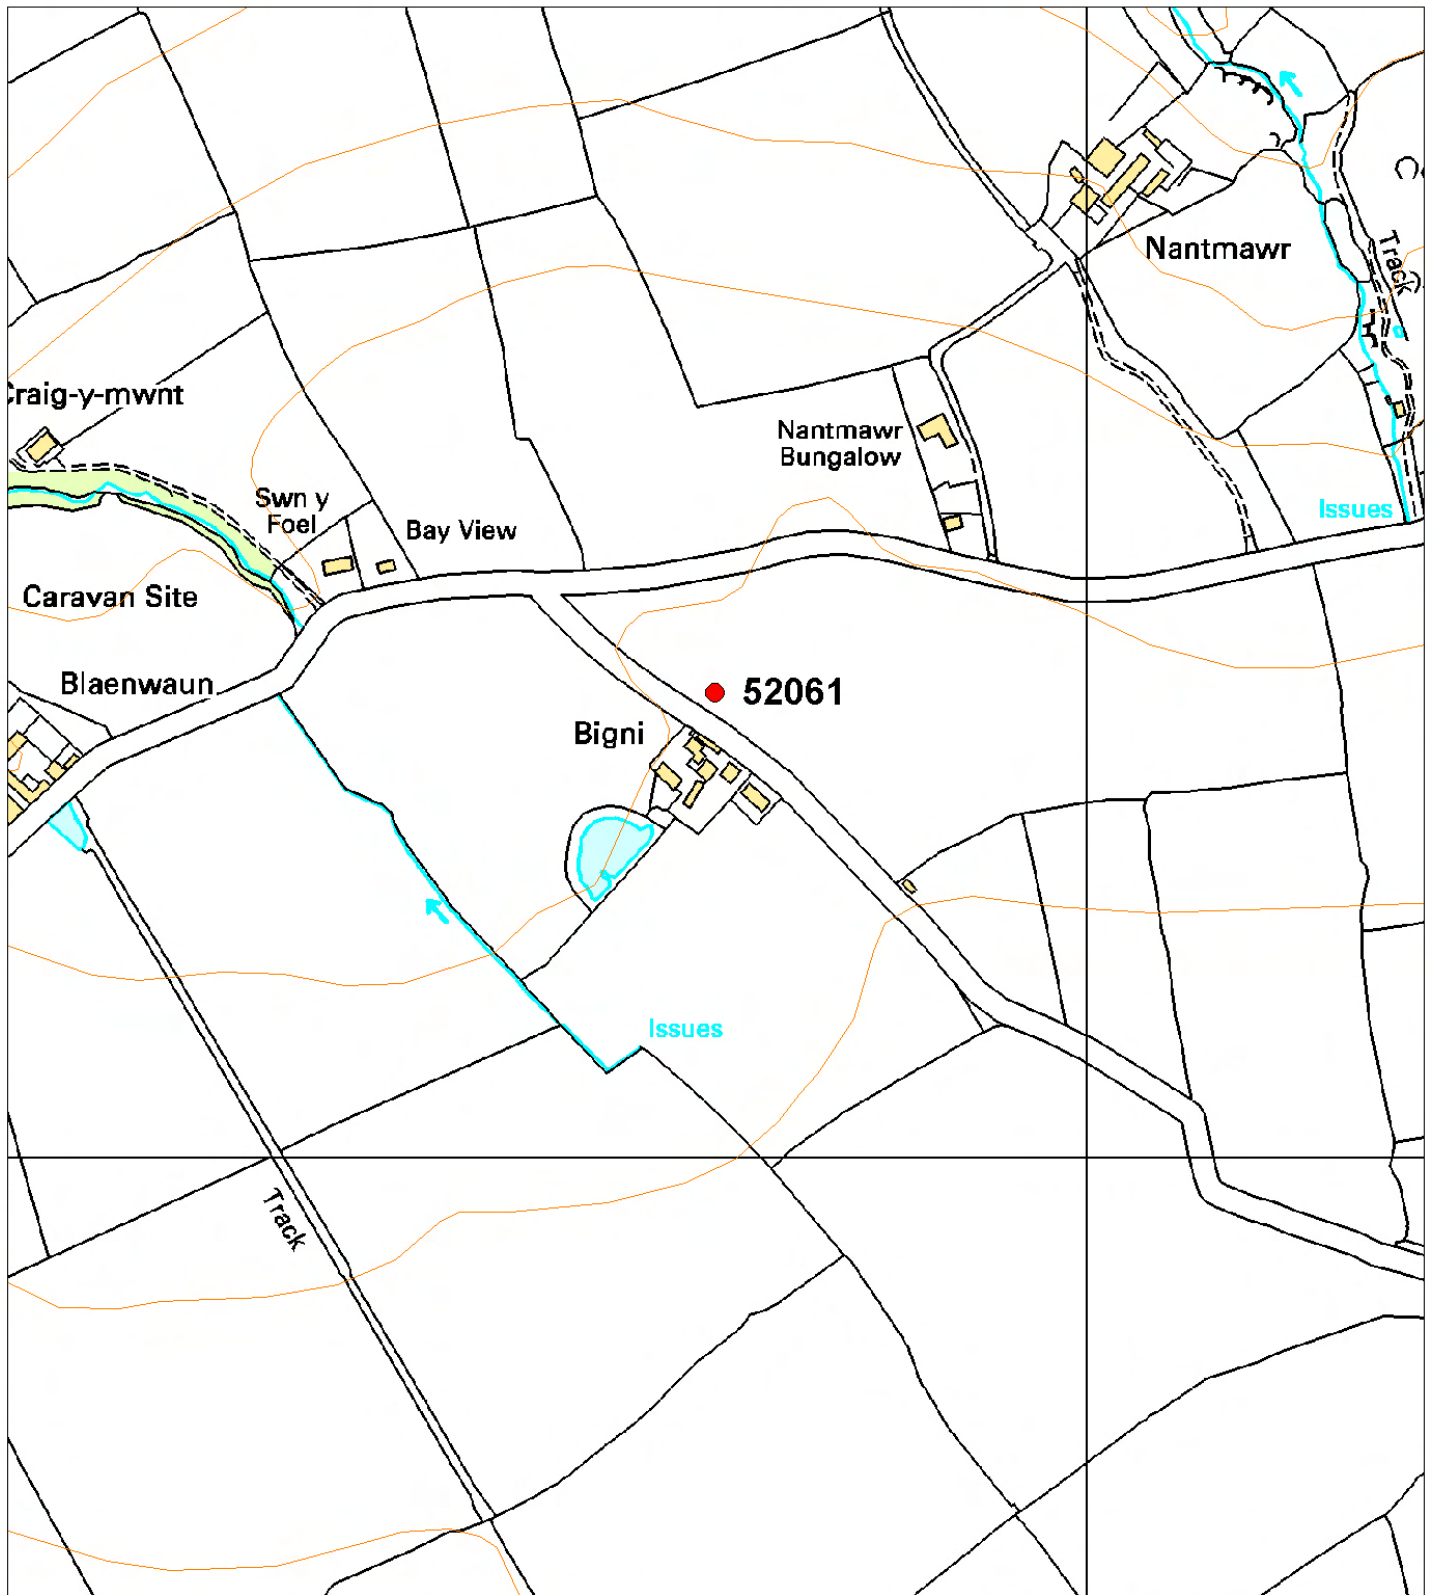 Nantmawr
Track
Craig-y-mwnt
Nantmawr
Bungalow
Swn y
Foel
Bay View
Issues
Caravan Site
Blaenwaun
52061
Bigni
Issues
Track